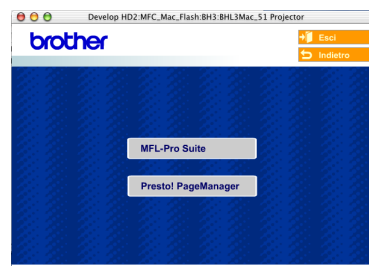 Develop HD2:MFC_Mac_Flash:BH3:BHL3Mac_51 Projector
brother
Esci
Indietro
MFL-Pro Suite
Presto! PageManager